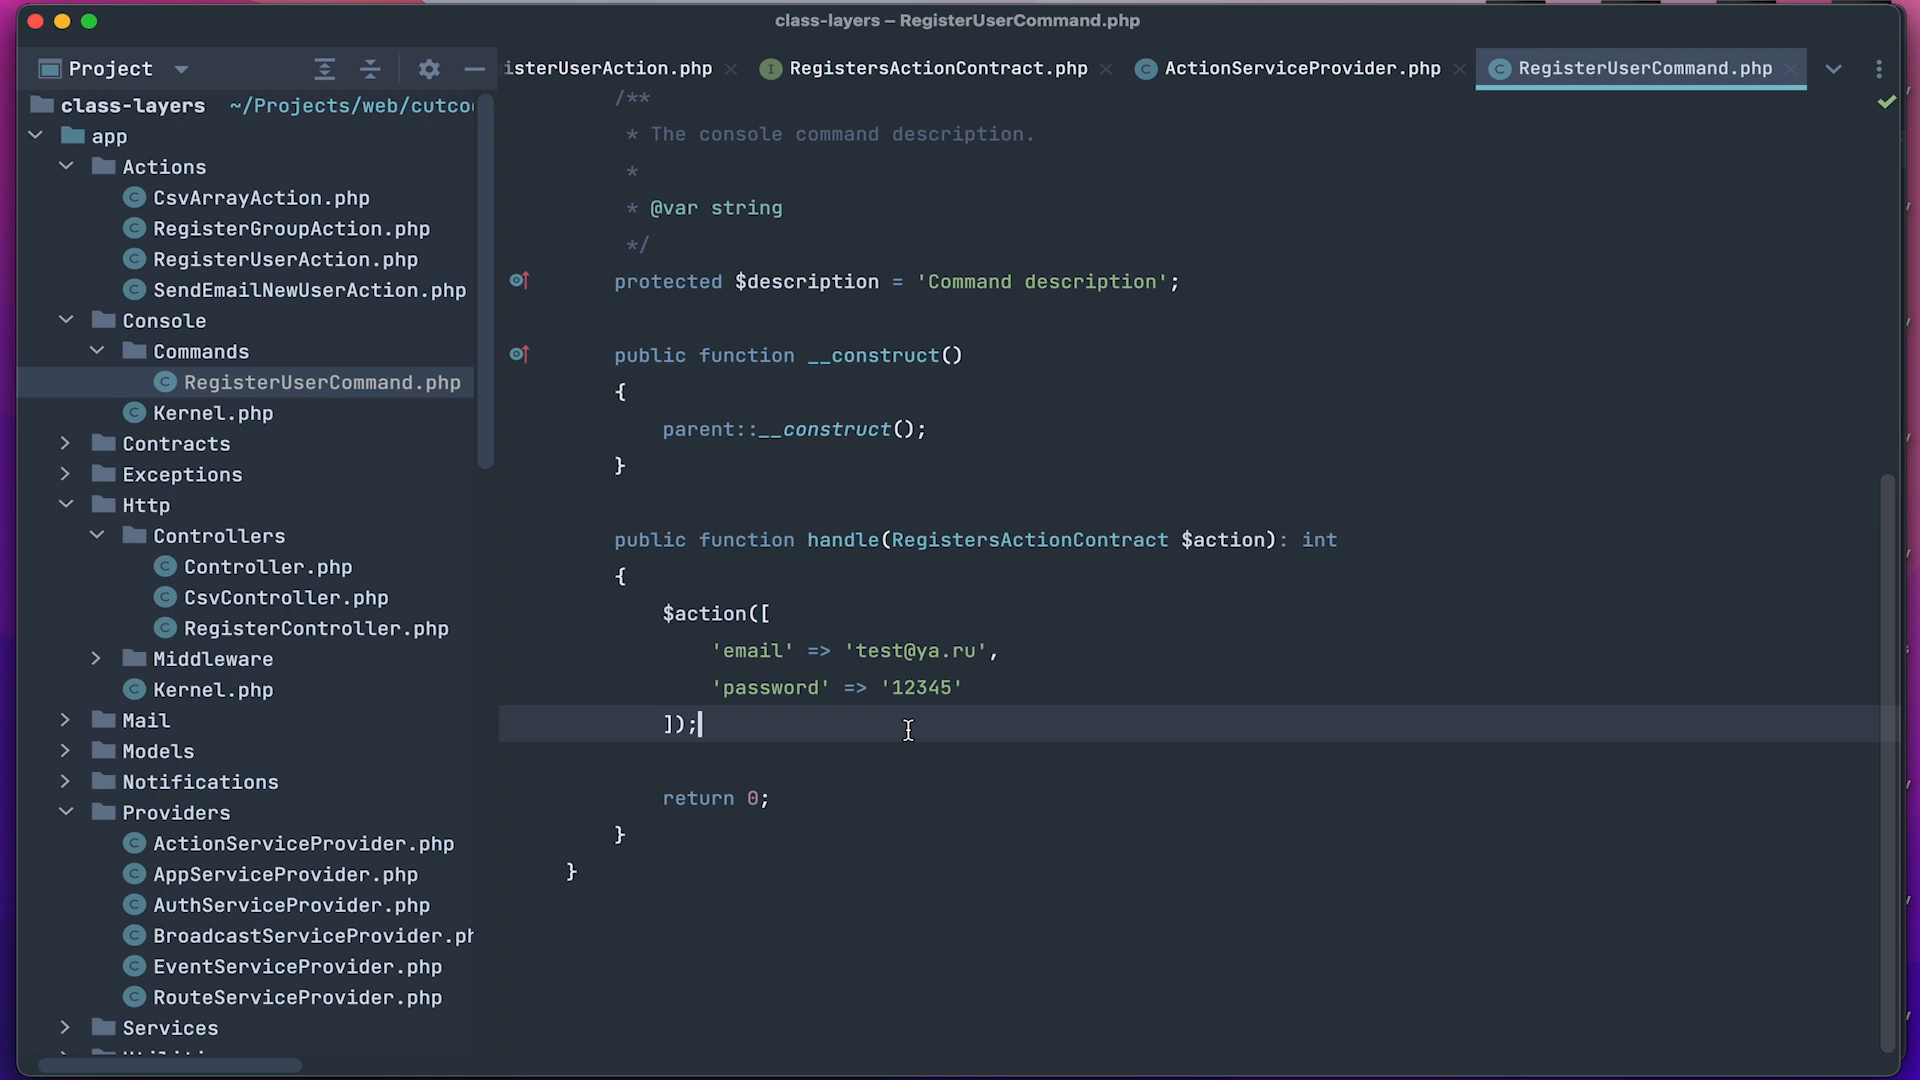 class-layers – RegisterUserCommand.php
Project
isterUserAction.php
RegistersActionContract.php
ActionServiceProvider.php
RegisterUserCommand.php
class-layers ~/Projects/web/cutco
app
Actions
CsvArrayAction.php
RegisterGroupAction.php
RegisterUserAction.php
SendEmailNewUserAction.php
Console
Commands
RegisterUserCommand.php
Kernel.php
Contracts
Exceptions
Http
Controllers
Controller.php
CsvController.php
RegisterController.php
Middleware
Kernel.php
Mail
Models
Notifications
Providers
ActionServiceProvider.php
AppServiceProvider.php
AuthServiceProvider.php
BroadcastServiceProvider.ph
EventServiceProvider.php
RouteServiceProvider.php
Services
/**
* The console command description.
*
* @var string
*/
protected $description = 'Command description';
public function __construct()
{
parent::__construct();
}
public function handle(RegistersActionContract $action): int
{
$action([
'email' => 'test@ya.ru',
'password' => '12345'
]);
return 0;
}
}